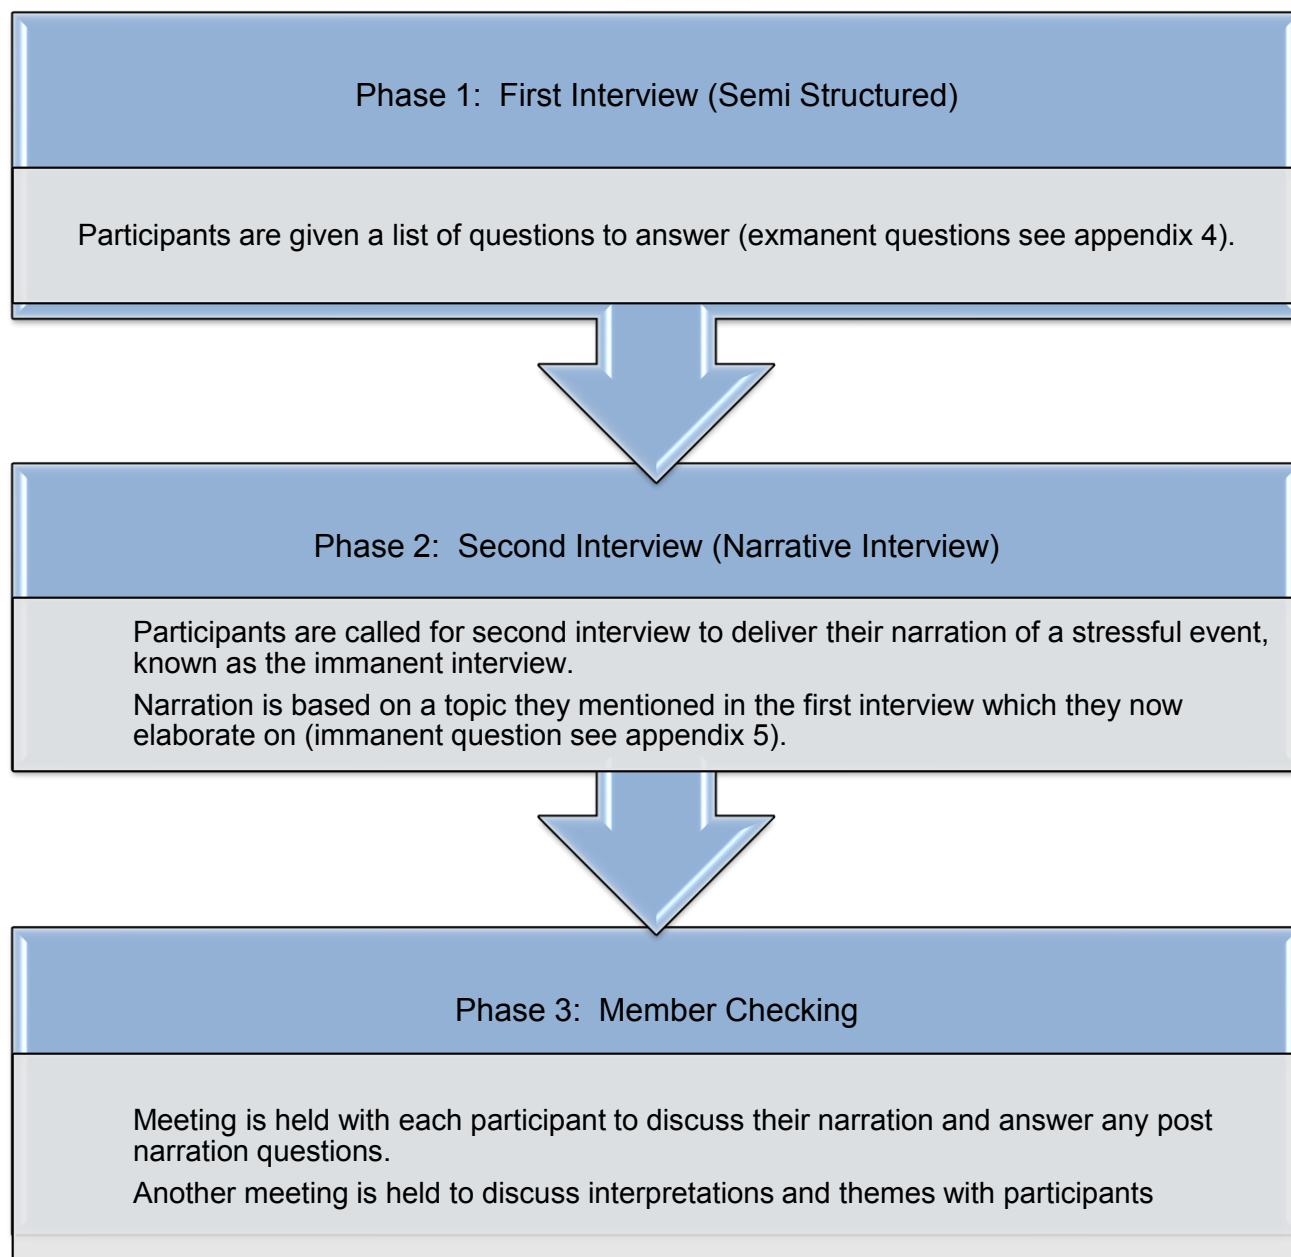 Phase 1:  First Interview (Semi Structured)
Participants are given a list of questions to answer (exmanent questions see appendix 4).
Phase 2:  Second Interview (Narrative Interview)
Participants are called for second interview to deliver their narration of a stressful event,
known as the immanent interview.
Narration is based on a topic they mentioned in the first interview which they now
elaborate on (immanent question see appendix 5).
Phase 3:  Member Checking
Meeting is held with each participant to discuss their narration and answer any post
narration questions.
Another meeting is held to discuss interpretations and themes with participants